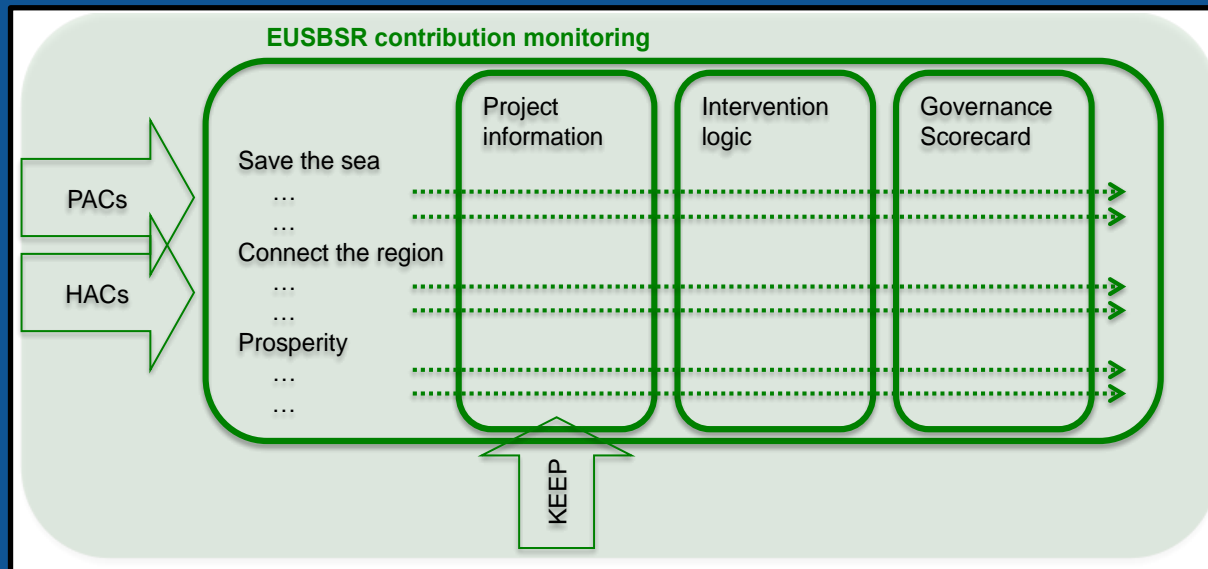 EUSBSR contribution monitoring
Project
information
Intervention
logic
Governance
Scorecard
Save the sea
…
…
Connect the region
…
…
Prosperity
…
…
PACs
HACs
KEEP